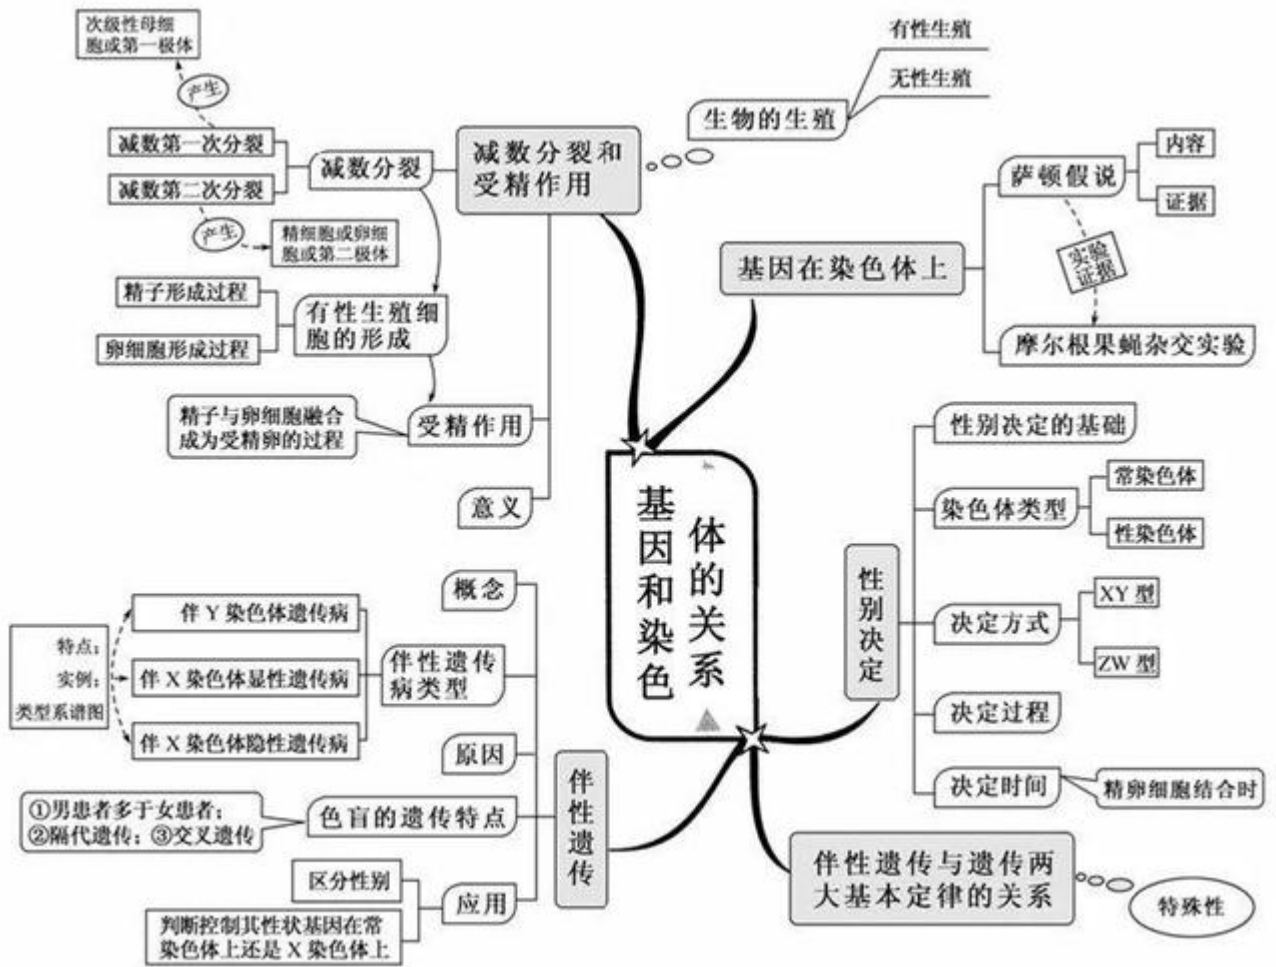 基因和染色
体的关系
减数分裂和
受精作用
生物的生殖
有性生殖
无性生殖
减数分裂
减数第一次分裂
产生
次级性母细
胞或第一极体
减数第二次分裂
产生
精细胞或卵细
胞或第二极体
有性生殖细
胞的形成
精子形成过程
卵细胞形成过程
受精作用
精子与卵细胞融合
成为受精卵的过程
意义
基因在染色体上
萨顿假说
内容
证据
实验
证据
摩尔根果蝇杂交实验
性别决定
性别决定的基础
染色体类型
常染色体
性染色体
决定方式
XY 型
ZW 型
决定过程
决定时间
精卵细胞结合时
伴性遗传与遗传两
大基本定律的关系
特殊性
伴性遗传
概念
伴性遗传
病类型
伴 Y 染色体遗传病
伴 X 染色体显性遗传病
伴 X 染色体隐性遗传病
特点;
实例;
类型系谱图
原因
色盲的遗传特点
①男患者多于女患者;
②隔代遗传; ③交叉遗传
应用
区分性别
判断控制其性状基因在常
染色体上还是 X 染色体上